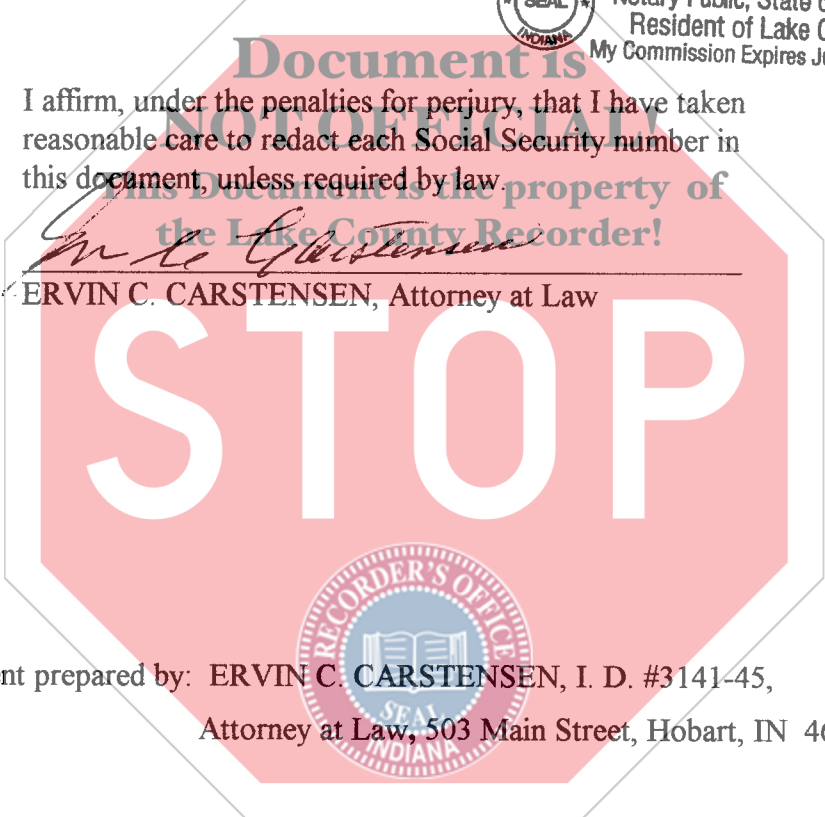 SEAL
INDIANA
Notary Public, State
Resident of Lake
My Commission Expires
Document is
I affirm, under the penalties for perjury, that I have taken
NOT OFFICIAL!
reasonable care to redact each Social Security number in
this document, unless required by law.
This Document is the property of
the Lake County Recorder!
ERVIN C. CARSTENSEN, Attorney at Law
STOP
RECORDER'S OFFICE
SEAL
INDIANA
nt prepared by: ERVIN C. CARSTENSEN, I. D. #3141-45,
Attorney at Law, 503 Main Street, Hobart, IN 46